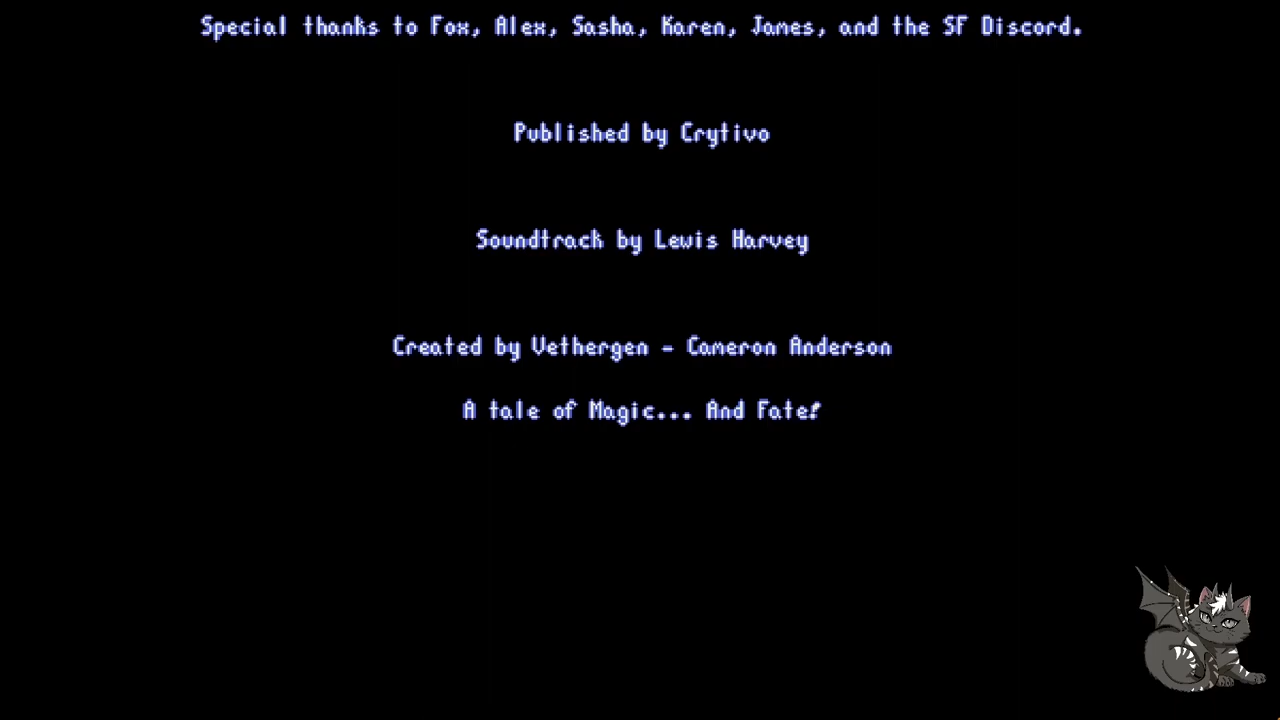 Special thanks to Fox, Alex, Sasha, Karen, James, and the SF Discord.
Published by Crytivo
Soundtrack by Lewis Harvey
Created by Vethergen - Cameron Anderson
A tale of Magic... And Fate!